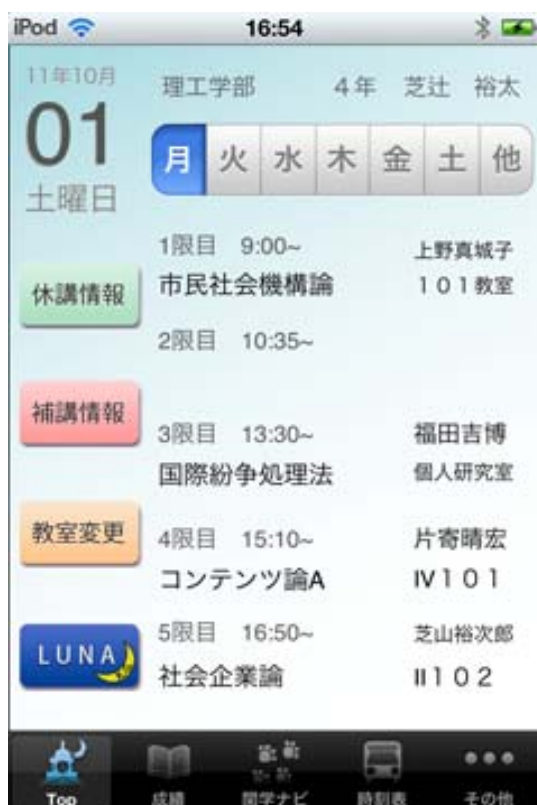 iPod 16:54
11年10月
01
土曜日
理工学部 4年 芝辻 裕太
月 火 水 木 金 土 他
休講情報
補講情報
教室変更
LUNA
1限目 9:00~ 上野真城子
市民社会機構論 101教室
2限目 10:35~
3限目 13:30~ 福田吉博
国際紛争処理法 個人研究室
4限目 15:10~ 片寄晴宏
コンテンツ論A Ⅳ101
5限目 16:50~ 芝山裕次郎
社会企業論 Ⅱ102
Top 成績 関学ナビ 時刻表 その他